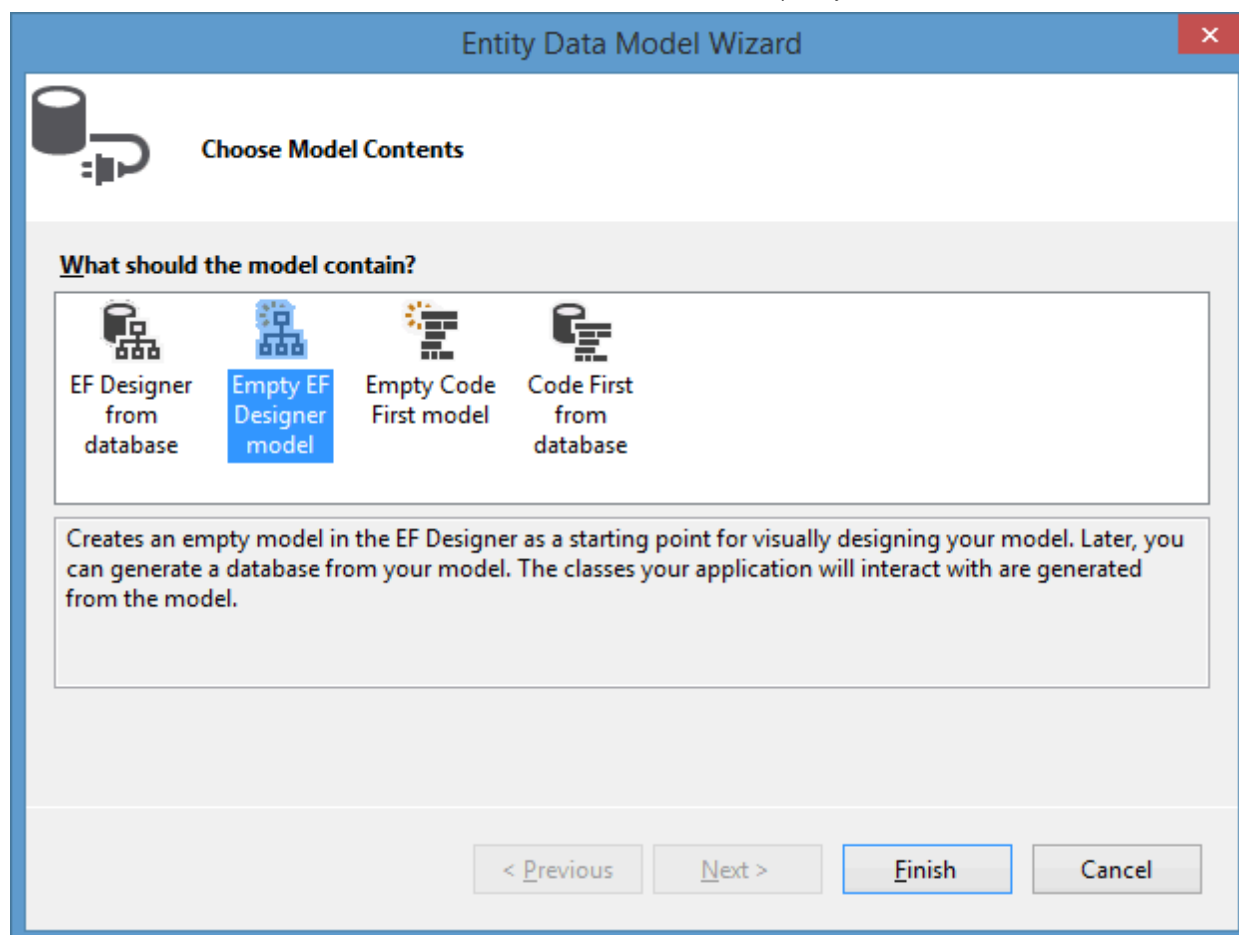 Entity Data Model Wizard
×
Choose Model Contents
What should the model contain?
EF Designer
from
database
Empty EF
Designer
model
Empty Code
First model
Code First
from
database
Creates an empty model in the EF Designer as a starting point for visually designing your model. Later, you
can generate a database from your model. The classes your application will interact with are generated
from the model.
< Previous
Next >
Finish
Cancel